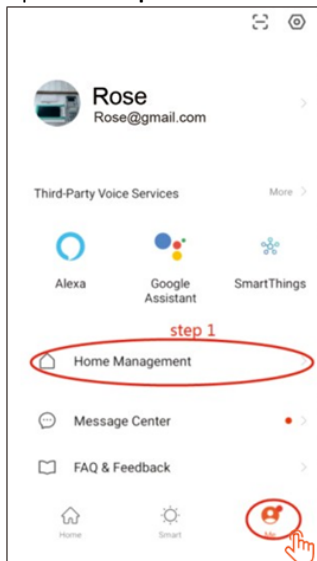 Rose
Rose@gmail.com
Third-Party Voice Services More
Alexa
Google
Assistant
SmartThings
step 1
Home Management
Message Center
FAQ & Feedback
Home
Smart
Me